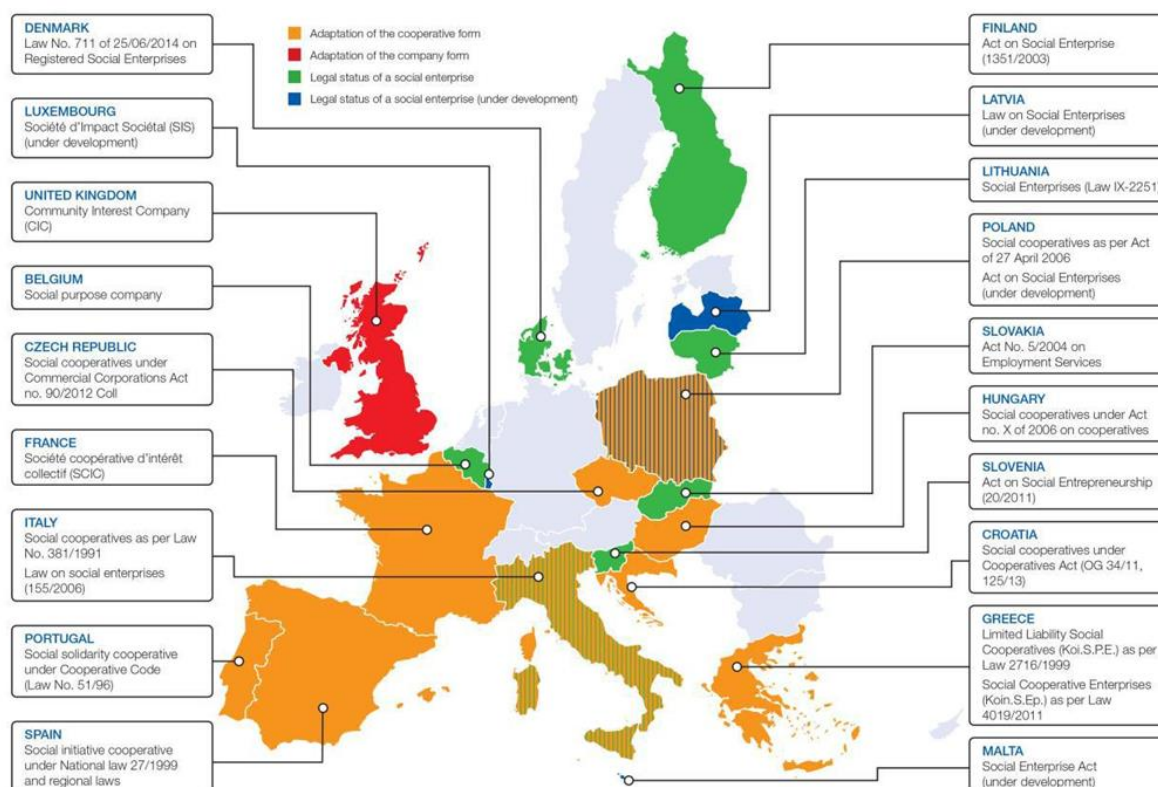 DENMARK
Law No. 711 of 25/06/2014 on
Registered Social Enterprises
LUXEMBOURG
Société d'Impact Sociétal (SIS)
(under development)
UNITED KINGDOM
Community Interest Company
(CIC)
BELGIUM
Social purpose company
CZECH REPUBLIC
Social cooperatives under
Commercial Corporations Act
no. 90/2012 Coll
FRANCE
Société coopérative d'intérêt
collectif (SCIC)
ITALY
Social cooperatives as per Law
No. 381/1991
Law on social enterprises
(155/2006)
PORTUGAL
Social solidarity cooperative
under Cooperative Code
(Law No. 51/96)
SPAIN
Social initiative cooperative
under National law 27/1999
and regional laws
Adaptation of the cooperative form
Adaptation of the company form
Legal status of a social enterprise
Legal status of a social enterprise (under development)
FINLAND
Act on Social Enterprise
(1351/2003)
LATVIA
Law on Social Enterprises
(under development)
LITHUANIA
Social Enterprises (Law IX-2251)
POLAND
Social cooperatives as per Act
of 27 April 2006
Act on Social Enterprises
(under development)
SLOVAKIA
Act No. 5/2004 on
Employment Services
HUNGARY
Social cooperatives under Act
no. X of 2006 on cooperatives
SLOVENIA
Act on Social Entrepreneurship
(20/2011)
CROATIA
Social cooperatives under
Cooperatives Act (OG 34/11,
125/13)
GREECE
Limited Liability Social
Cooperatives (Koi.S.P.E.) as per
Law 2716/1999
Social Cooperative Enterprises
(Koin.S.Ep.) as per Law
4019/2011
MALTA
Social Enterprise Act
(under development)